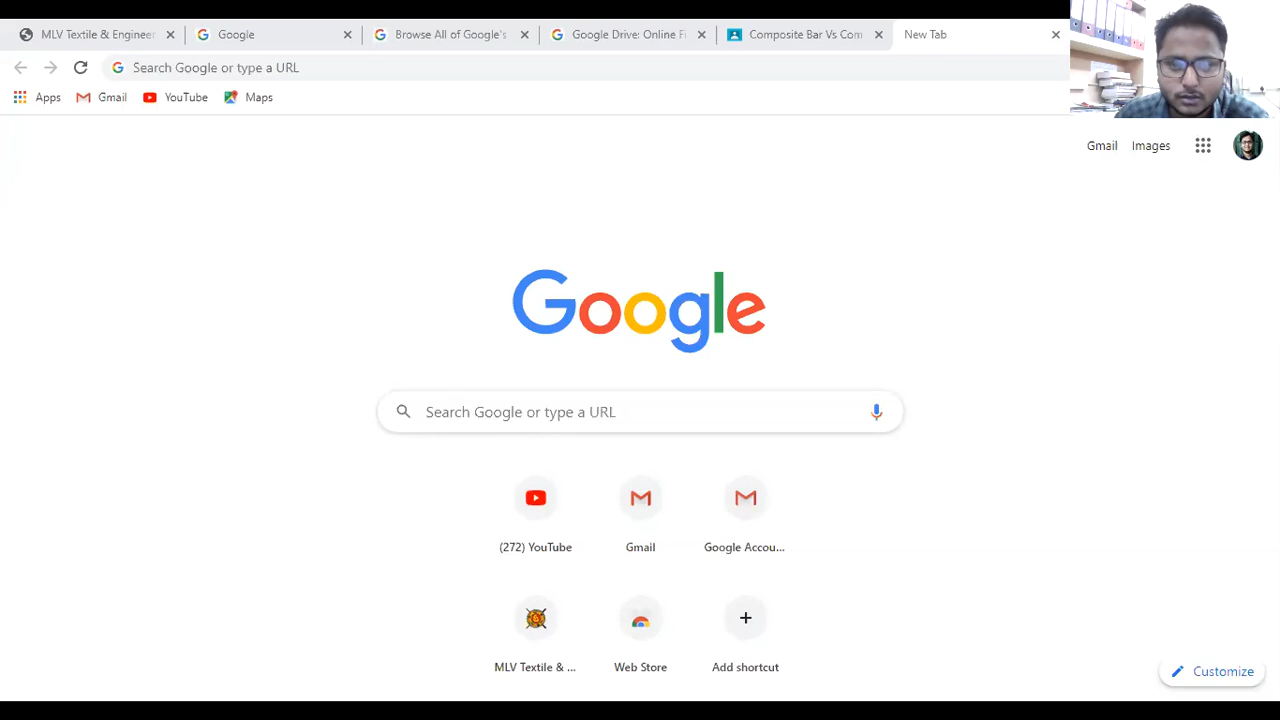 MLV Textile & Engineer
Google
Browse All of Google's
Google Drive: Online Fi
Composite Bar Vs Com
New Tab
Search Google or type a URL
Apps
Gmail
YouTube
Maps
Gmail
Images
Google
Search Google or type a URL
(272) YouTube
Gmail
Google Accou...
MLV Textile & ...
Web Store
Add shortcut
Customize